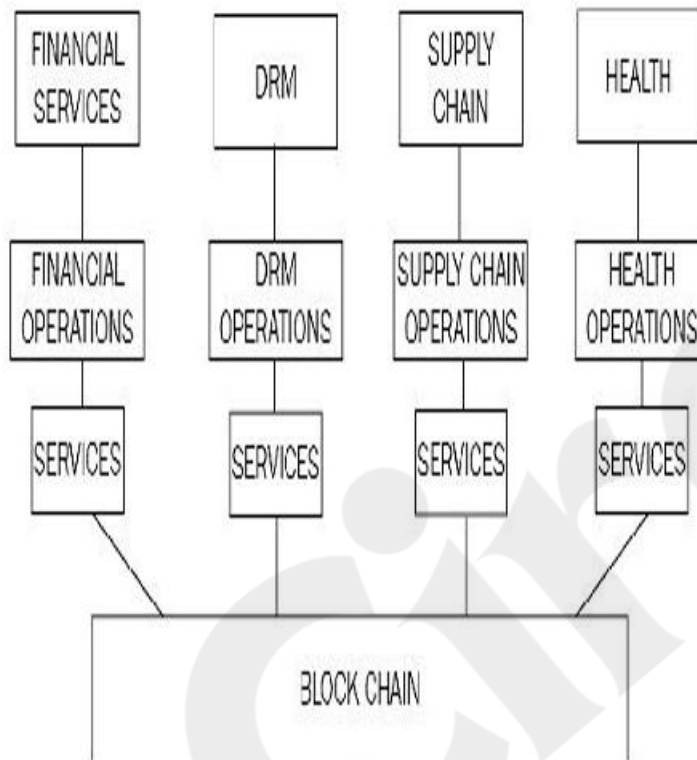 FINANCIAL
SERVICES
DRM
SUPPLY
CHAIN
HEALTH
FINANCIAL
OPERATIONS
DRM
OPERATIONS
SUPPLY CHAIN
OPERATIONS
HEALTH
OPERATIONS
SERVICES
SERVICES
SERVICES
SERVICES
BLOCK CHAIN